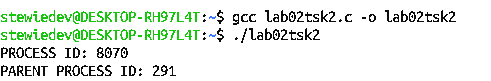 stewiedev@DESKTOP-RH97L4T:~$ gcc lab02tsk2.c -o lab02tsk2
stewiedev@DESKTOP-RH97L4T:~$ ./lab02tsk2
PROCESS ID: 8070
PARENT PROCESS ID: 291